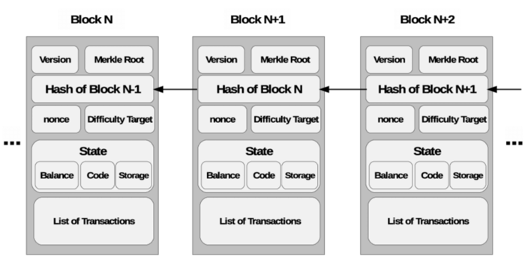 Block N
Block N+1
Block N+2
Version
Merkle Root
Version
Merkle Root
Version
Merkle Root
Hash of Block N-1
Hash of Block N
Hash of Block N+1
nonce
Difficulty Target
nonce
Difficulty Target
nonce
Difficulty Target
...
...
State
State
State
Balance
Code
Storage
Balance
Code
Storage
Balance
Code
Storage
List of Transactions
List of Transactions
List of Transactions